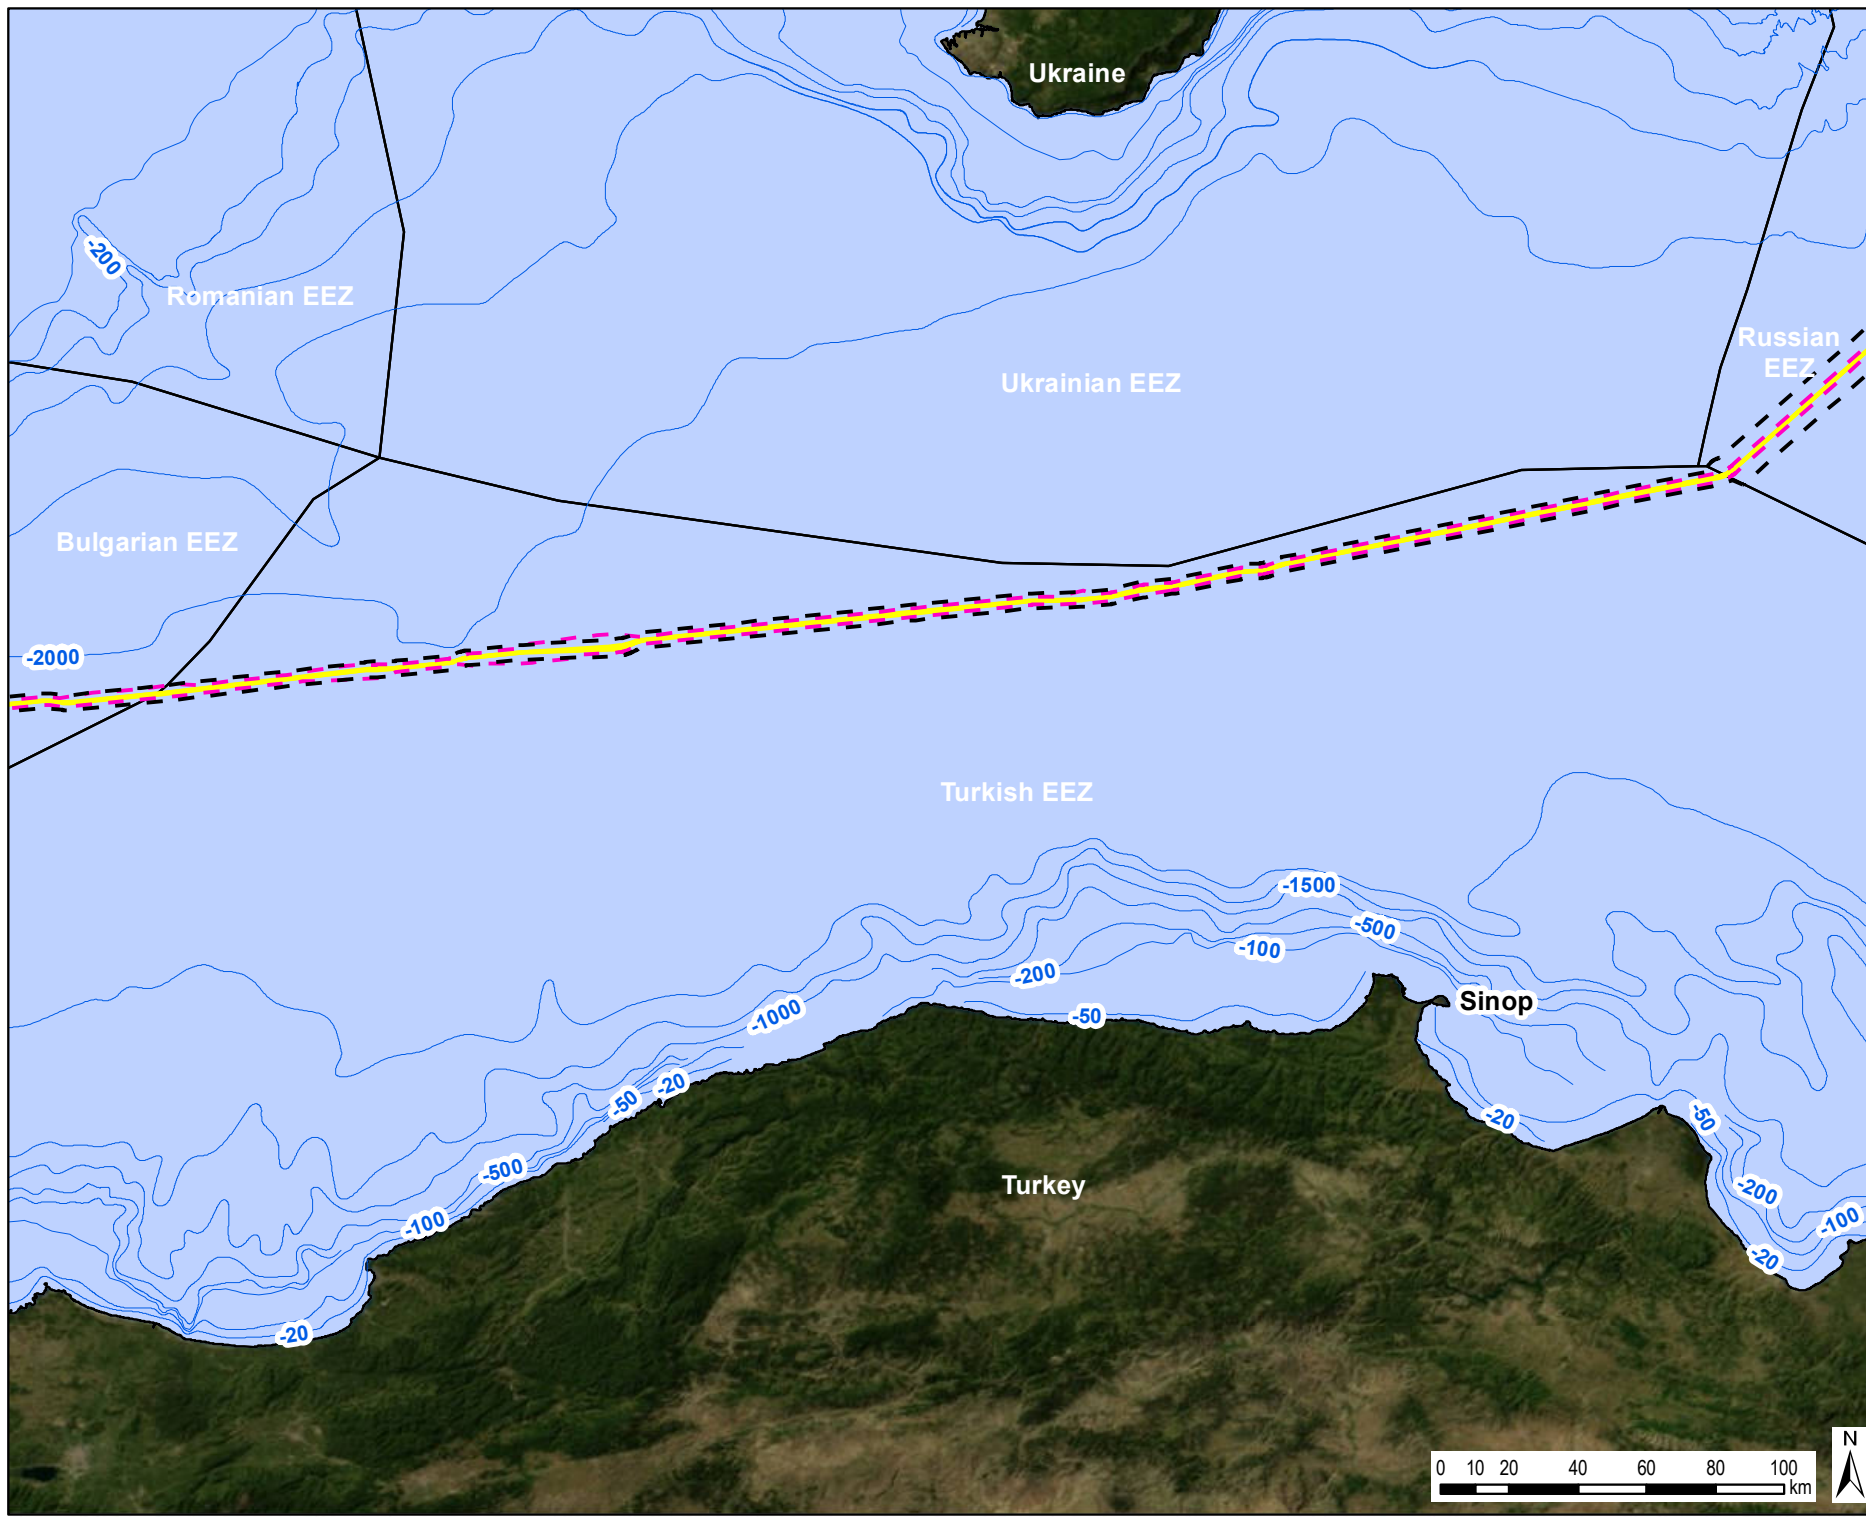 Ukraine
-200
Romanian EEZ
Russian
EEZ
Ukrainian EEZ
Bulgarian EEZ
-2000
Turkish EEZ
-1500
-500
-100
-200
Sinop
-1000
-50
-20
-50
-20
-50
-500
Turkey
-200
-100
-100
-20
-20
N
0 10 20 40 60 80 100
km